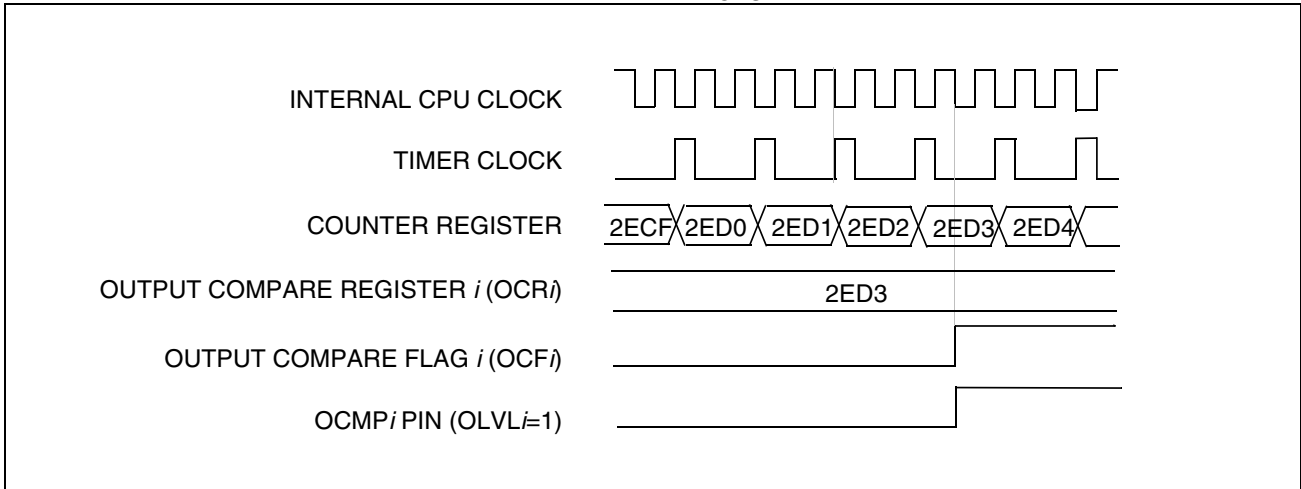 INTERNAL CPU CLOCK
TIMER CLOCK
COUNTER REGISTER 2ECF 2ED0 2ED1 2ED2 2ED3 2ED4
OUTPUT COMPARE REGISTER i (OCRi) 2ED3
OUTPUT COMPARE FLAG i (OCFi)
OCMPi PIN (OLVLi=1)